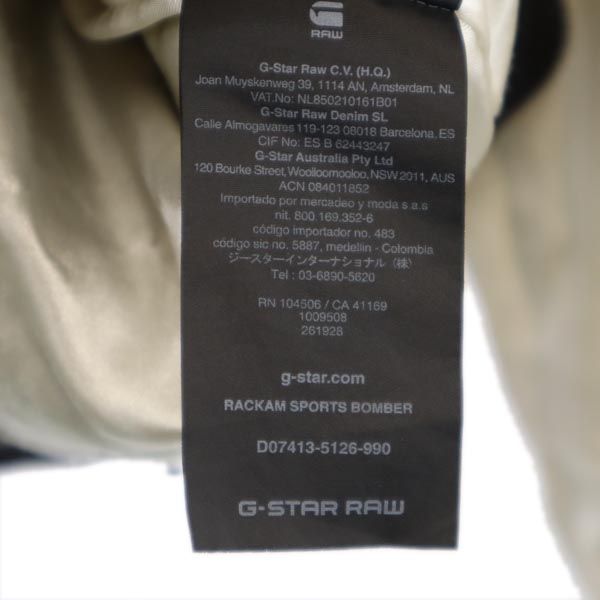 RAW
G-Star Raw C.V. (H.Q.)
Joan Muyskenweg 39, 1114 AN, Amsterdam, NL
VAT.No: NL850210161B01
G-Star Raw Denim SL
Calle Almogavares 119-123 08018 Barcelona, ES
CIF No: ES B 62443247
G-Star Australia Pty Ltd
120 Bourke Street, Woolloomooloo, NSW 2011, AUS
ACN 084011852
Importado por mercadeo y moda s a s
nit. 800.169.352-6
código importador no. 483
código sic no. 5887, medellin - Colombia
ジースターインターナショナル (株)
Tel : 03-6890-5620
RN 104506 / CA 41169
1009508
261928
g-star.com
RACKAM SPORTS BOMBER
D07413-5126-990
G-STAR RAW